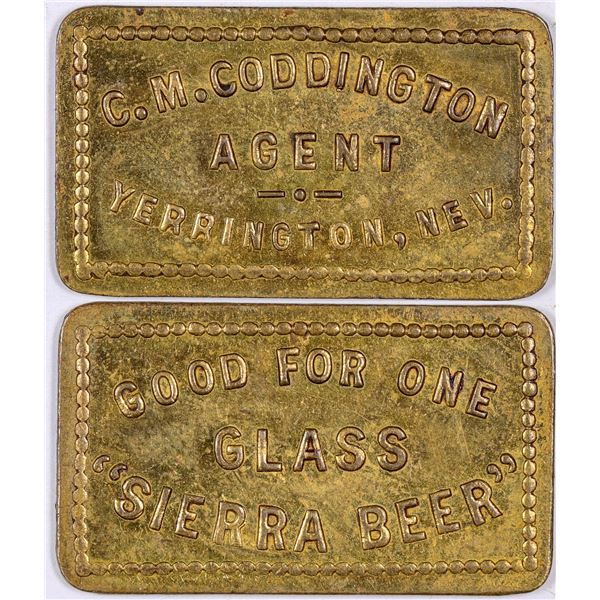 C.M.CODDINGTON
AGENT
YERRINGTON, NEV.
GOOD FOR ONE
GLASS
"SIERRA BEER"